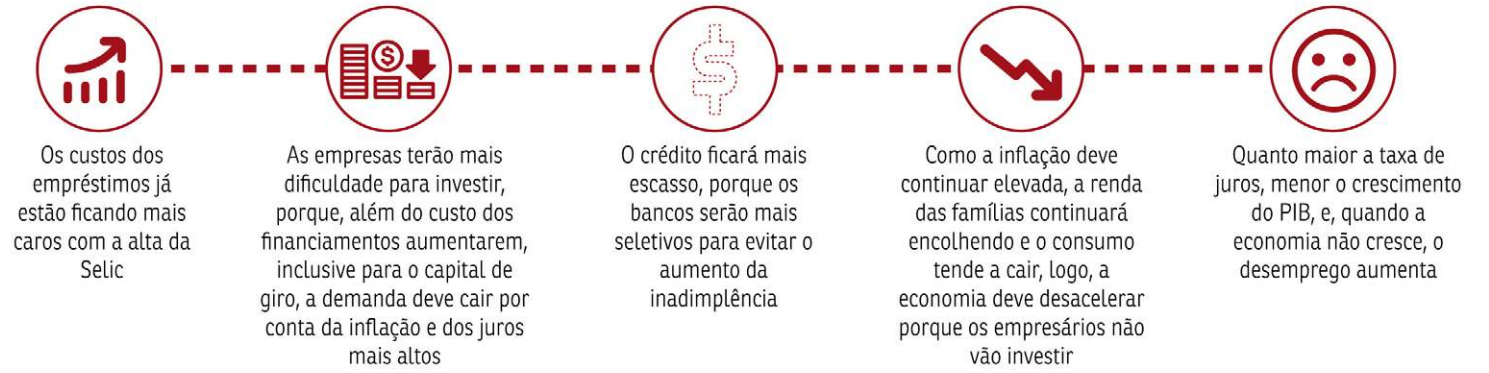 $
$
Os custos dos
empréstimos já
estão ficando mais
caros com a alta da
Selic
As empresas terão mais
dificuldade para investir,
porque, além do custo dos
financiamentos aumentarem,
inclusive para o capital de
giro, a demanda deve cair por
conta da inflação e dos juros
mais altos
O crédito ficará mais
escasso, porque os
bancos serão mais
seletivos para evitar o
aumento da
inadimplência
Como a inflação deve
continuar elevada, a renda
das famílias continuará
encolhendo e o consumo
tende a cair, logo, a
economia deve desacelerar
porque os empresários não
vão investir
Quanto maior a taxa de
juros, menor o crescimento
do PIB, e, quando a
economia não cresce, o
desemprego aumenta